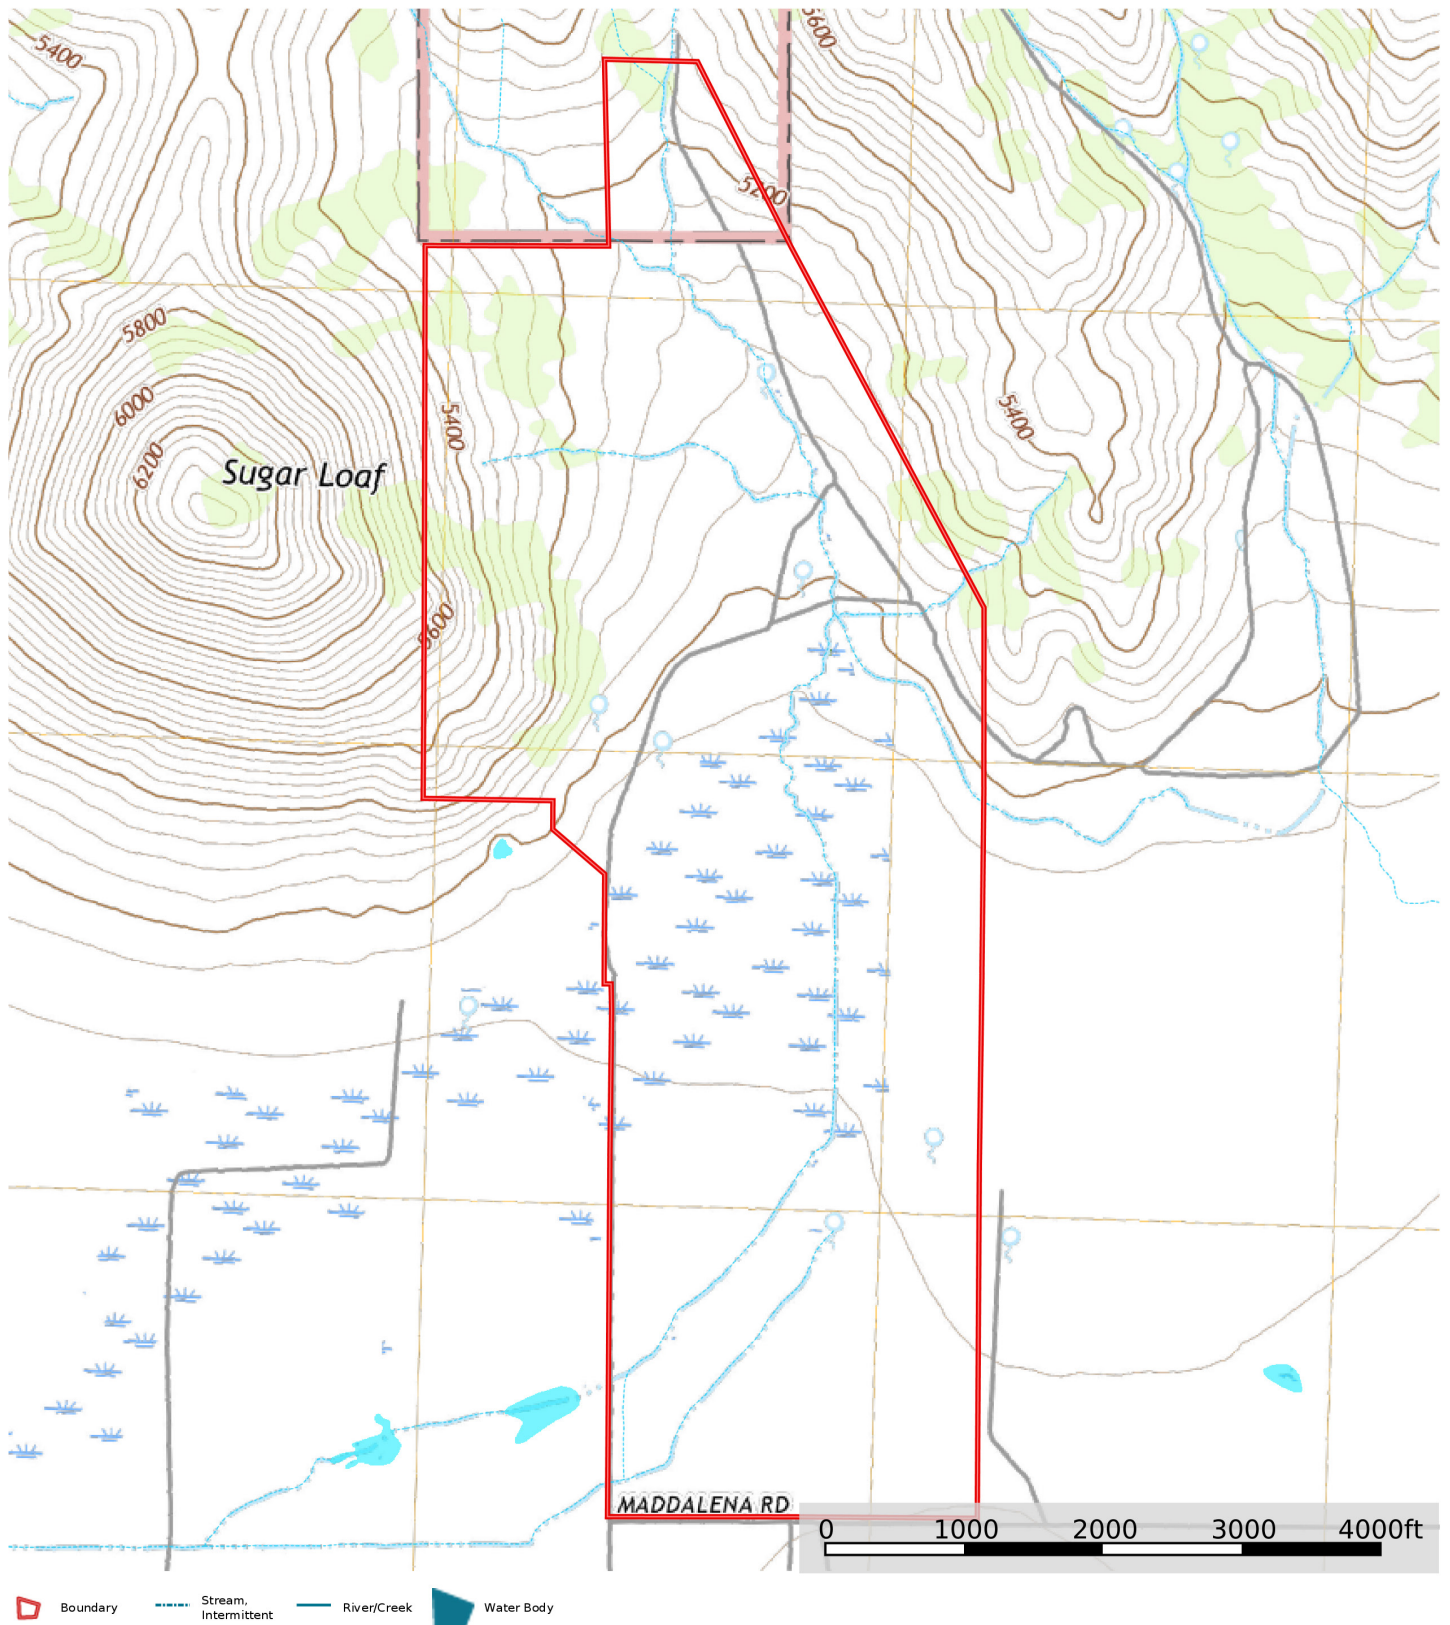 5400
5600
5200
5800
6000
5400
5400
6200
Sugar Loaf
5600
MADDALENA RD
0 1000 2000 3000 4000ft
Boundary
Stream,
Intermittent
River/Creek
Water Body